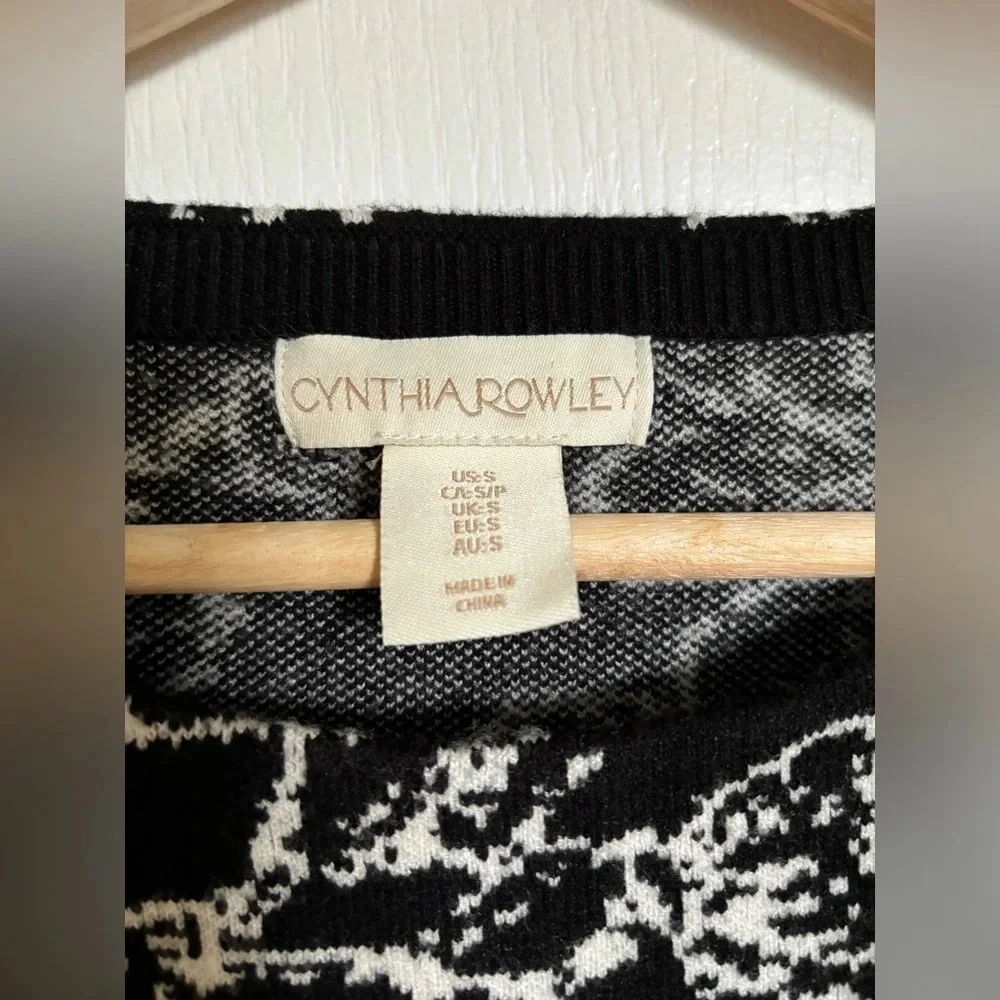 CYNTHIA ROWLEY
US:S
CA:S/P
UK:S
EU:S
AU:S
MADE IN
CHINA